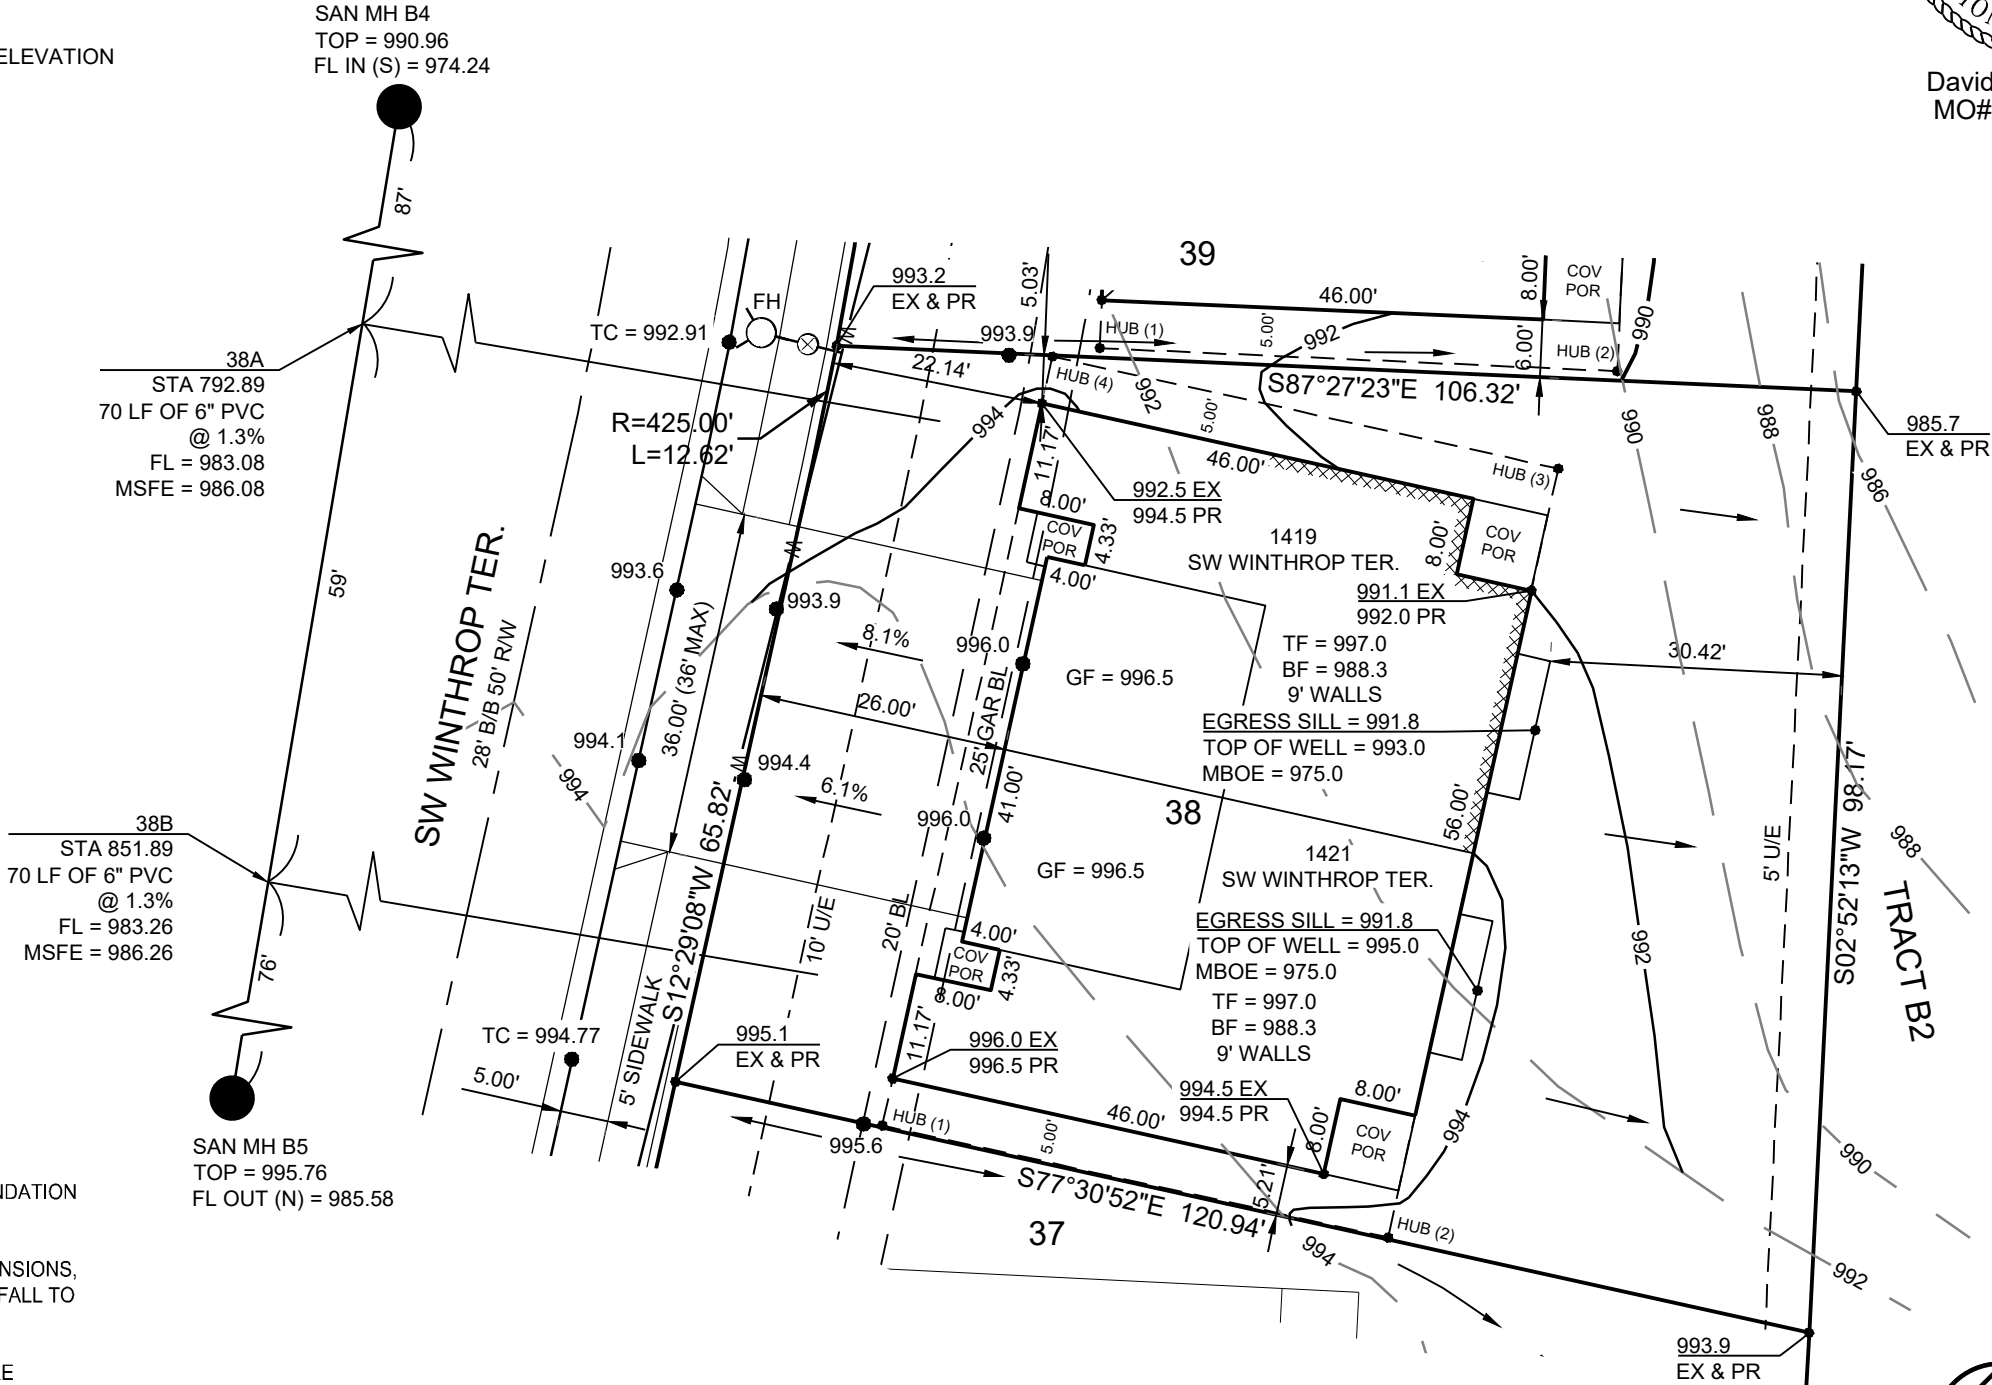 SAN MH B4
TOP = 990.96
FL IN (S) = 974.24
ELEVATION
David
MO#
87'
39
993.2
EX & PR
5.03'
46.00'
8.00'
COV
POR
990
FH
TC = 992.91
W
993.9
HUB (1)
5.00'
992
6.00'
HUB (2)
38A
STA 792.89
70 LF OF 6" PVC
@ 1.3%
FL = 983.08
MSFE = 986.08
22.14'
HUB (4)
992
S87°27'23"E 106.32'
990
988
985.7
EX & PR
R=425.00'
L=12.62'
994
11.17'
5.00'
46.00'
HUB (3)
986
992.5 EX
994.5 PR
8.00'
COV
POR
4.33'
4.00'
1419
SW WINTHROP TER.
8.00'
COV
POR
991.1 EX
992.0 PR
59'
SW WINTHROP TER.
28' B/B 50' R/W
993.6
W
993.9
36.00' (36' MAX)
8.1%
996.0
GF = 996.5
TF = 997.0
BF = 988.3
9' WALLS
30.42'
26.00'
25' GAR BL
EGRESS SILL = 991.8
TOP OF WELL = 993.0
MBOE = 975.0
994.1
994
W
994.4
6.1%
996.0
41.00'
38
56.00'
5' U/E
S02°52'13"W 98.17'
988
TRACT B2
38B
STA 851.89
70 LF OF 6" PVC
@ 1.3%
FL = 983.26
MSFE = 986.26
S12°29'08"W 65.82'
GF = 996.5
1421
SW WINTHROP TER.
10' U/E
20' BL
4.00'
COV
POR
4.33'
8.00'
EGRESS SILL = 991.8
TOP OF WELL = 995.0
MBOE = 975.0
TF = 997.0
BF = 988.3
9' WALLS
992
76'
5' SIDEWALK
TC = 994.77
5.00'
995.1
EX & PR
11.17'
996.0 EX
996.5 PR
994.5 EX
994.5 PR
8.00'
8.00'
COV
POR
994
46.00'
HUB (1)
5.00'
995.6
5.21'
990
SAN MH B5
TOP = 995.76
FL OUT (N) = 985.58
S77°30'52"E 120.94'
37
HUB (2)
994
992
NDATION
NSIONS,
FALL TO
993.9
EX & PR